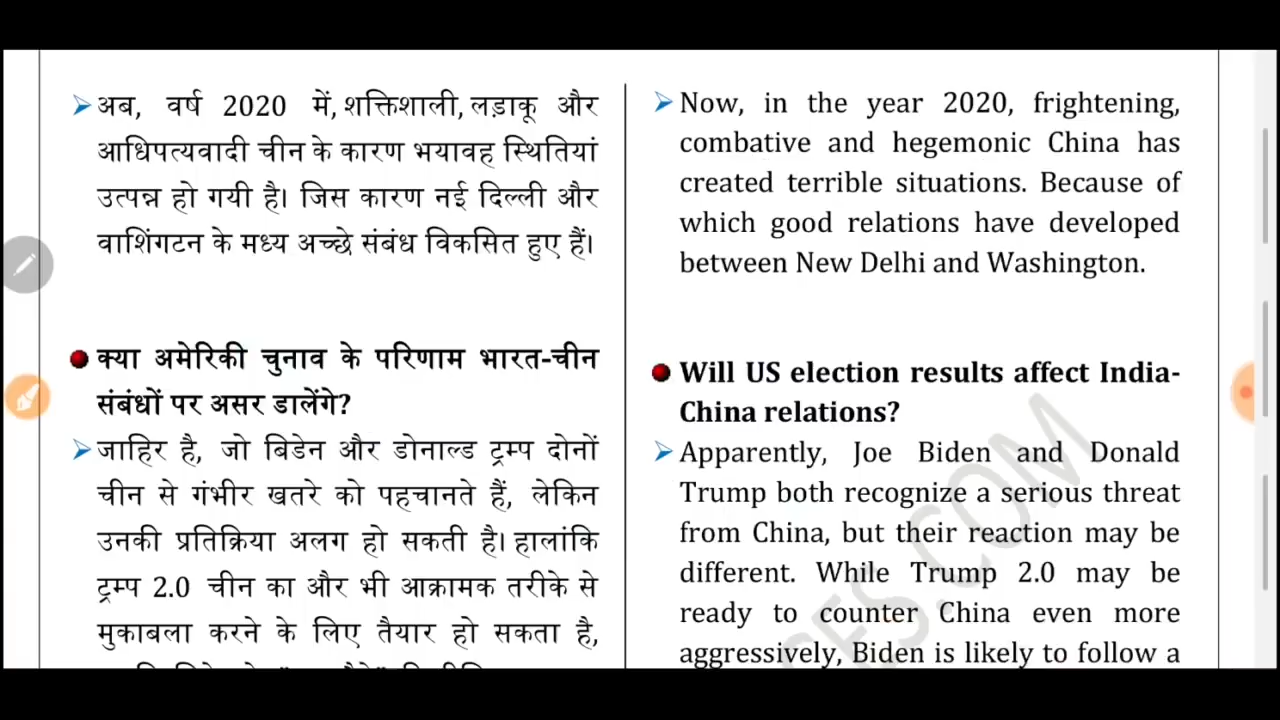 अब, वर्ष 2020 में, शक्तिशाली, लड़ाकू और
आधिपत्यवादी चीन के कारण भयावह स्थितियां
उत्पन्न हो गयी है। जिस कारण नई दिल्ली और
वाशिंगटन के मध्य अच्छे संबंध विकसित हुए हैं।
क्या अमेरिकी चुनाव के परिणाम भारत-चीन
संबंधों पर असर डालेंगे?
जाहिर है, जो बिडेन और डोनाल्ड ट्रम्प दोनों
चीन से गंभीर खतरे को पहचानते हैं, लेकिन
उनकी प्रतिक्रिया अलग हो सकती है। हालांकि
ट्रम्प 2.0 चीन का और भी आक्रामक तरीके से
मुकाबला करने के लिए तैयार हो सकता है,
Now, in the year 2020, frightening,
combative and hegemonic China has
created terrible situations. Because of
which good relations have developed
between New Delhi and Washington.
Will US election results affect India-
China relations?
Apparently, Joe Biden and Donald
Trump both recognize a serious threat
from China, but their reaction may be
different. While Trump 2.0 may be
ready to counter China even more
aggressively, Biden is likely to follow a